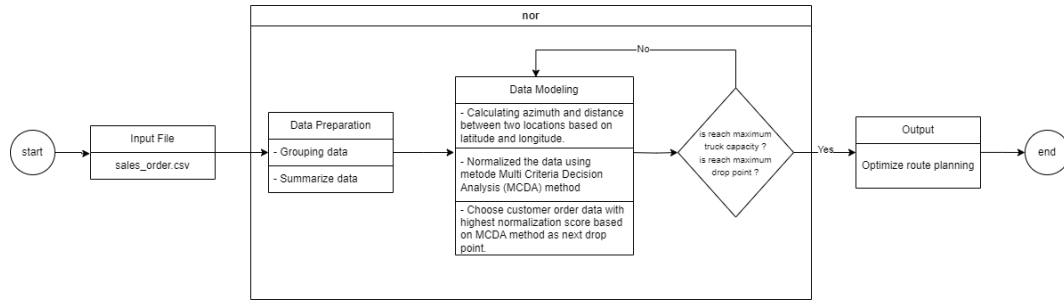 nor
start
Input File
sales_order.csv
Data Preparation
- Grouping data
- Summarize data
Data Modeling
- Calculating azimuth and distance
between two locations based on
latitude and longitude.
- Normalized the data using
metode Multi Criteria Decision
Analysis (MCDA) method
- Choose customer order data with
highest normalization score based
on MCDA method as next drop
point.
No
is reach maximum
truck capacity ?
is reach maximum
drop point ?
Yes
Output
Optimize route planning
end